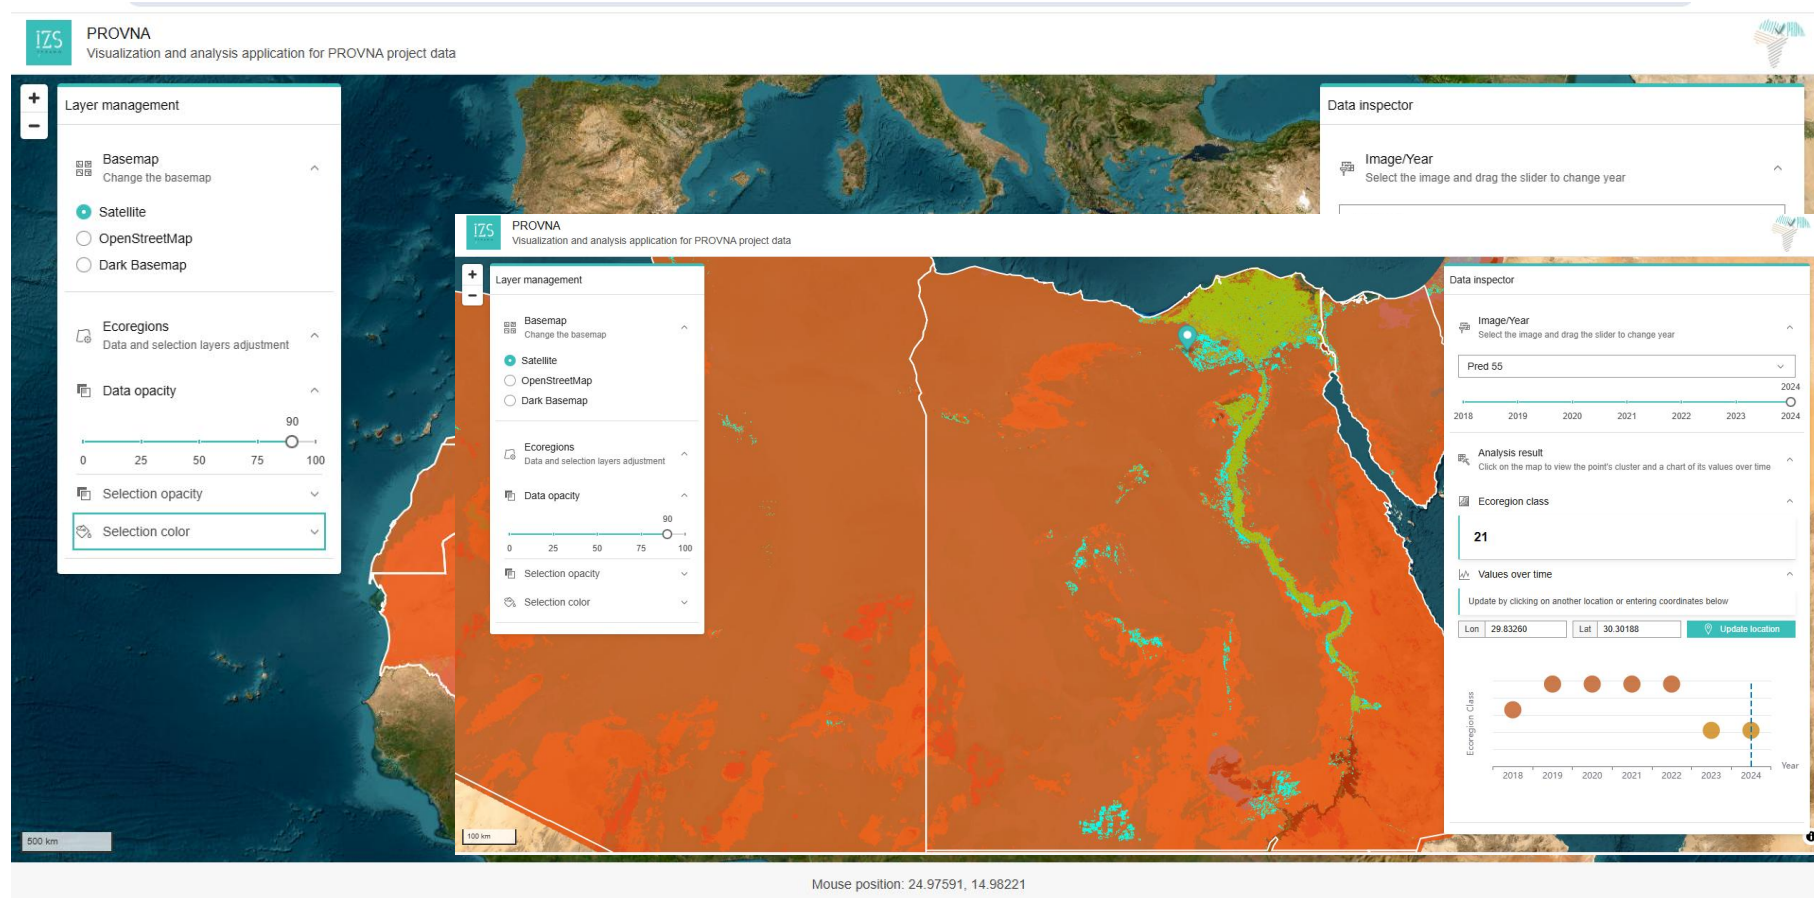 IZS
PROVNA
Visualization and analysis application for PROVNA project data
+
−
Layer management
Basemap
Change the basemap
Satellite
OpenStreetMap
Dark Basemap
Ecoregions
Data and selection layers adjustment
Data opacity
90
0 25 50 75 100
Selection opacity
Selection color
500 km
Data inspector
Image/Year
Select the image and drag the slider to change year
IZS
PROVNA
Visualization and analysis application for PROVNA project data
+
−
Layer management
Basemap
Change the basemap
Satellite
OpenStreetMap
Dark Basemap
Ecoregions
Data and selection layers adjustment
Data opacity
90
0 25 50 75 100
Selection opacity
Selection color
100 km
Data inspector
Image/Year
Select the image and drag the slider to change year
Pred 55
2024
2018 2019 2020 2021 2022 2023 2024
Analysis result
Click on the map to view the point's cluster and a chart of its values over time
Ecoregion class
21
Values over time
Update by clicking on another location or entering coordinates below
Lon 29.83260 Lat 30.30188 Update location
Ecoregion Class
2018 2019 2020 2021 2022 2023 2024
Year
Mouse position: 24.97591, 14.98221